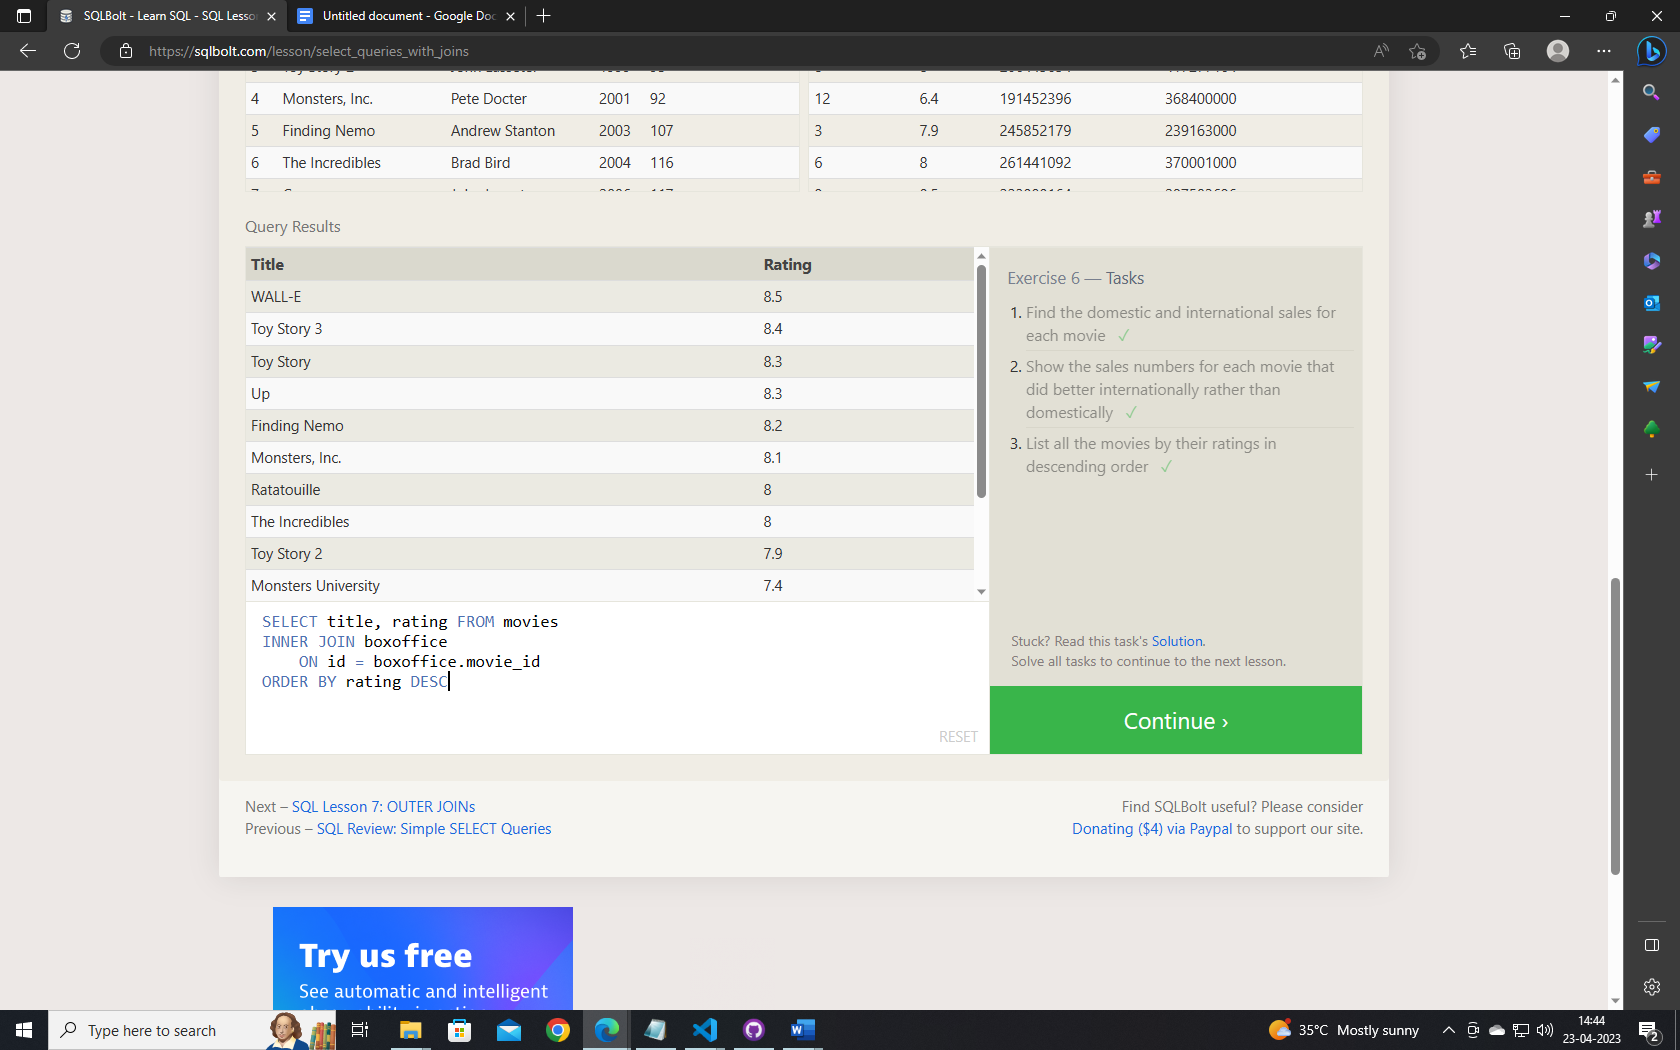 SQLBolt - Learn SQL - SQL Lesso
Untitled document - Google Doc
https://sqlbolt.com/lesson/select_queries_with_joins
4 Monsters, Inc. Pete Docter 2001 92
12 6.4 191452396 368400000
5 Finding Nemo Andrew Stanton 2003 107
3 7.9 245852179 239163000
6 The Incredibles Brad Bird 2004 116
6 8 261441092 370001000
Query Results
Title Rating
WALL-E 8.5
Toy Story 3 8.4
Toy Story 8.3
Up 8.3
Finding Nemo 8.2
Monsters, Inc. 8.1
Ratatouille 8
The Incredibles 8
Toy Story 2 7.9
Monsters University 7.4
Exercise 6 — Tasks
1. Find the domestic and international sales for
each movie ✓
2. Show the sales numbers for each movie that
did better internationally rather than
domestically ✓
3. List all the movies by their ratings in
descending order ✓
SELECT title, rating FROM movies
INNER JOIN boxoffice
ON id = boxoffice.movie_id
ORDER BY rating DESC
RESET
Stuck? Read this task's Solution.
Solve all tasks to continue to the next lesson.
Continue ›
Next – SQL Lesson 7: OUTER JOINs
Previous – SQL Review: Simple SELECT Queries
Find SQLBolt useful? Please consider
Donating ($4) via Paypal to support our site.
Try us free
See automatic and intelligent
Type here to search
35°C Mostly sunny
14:44
23-04-2023
2